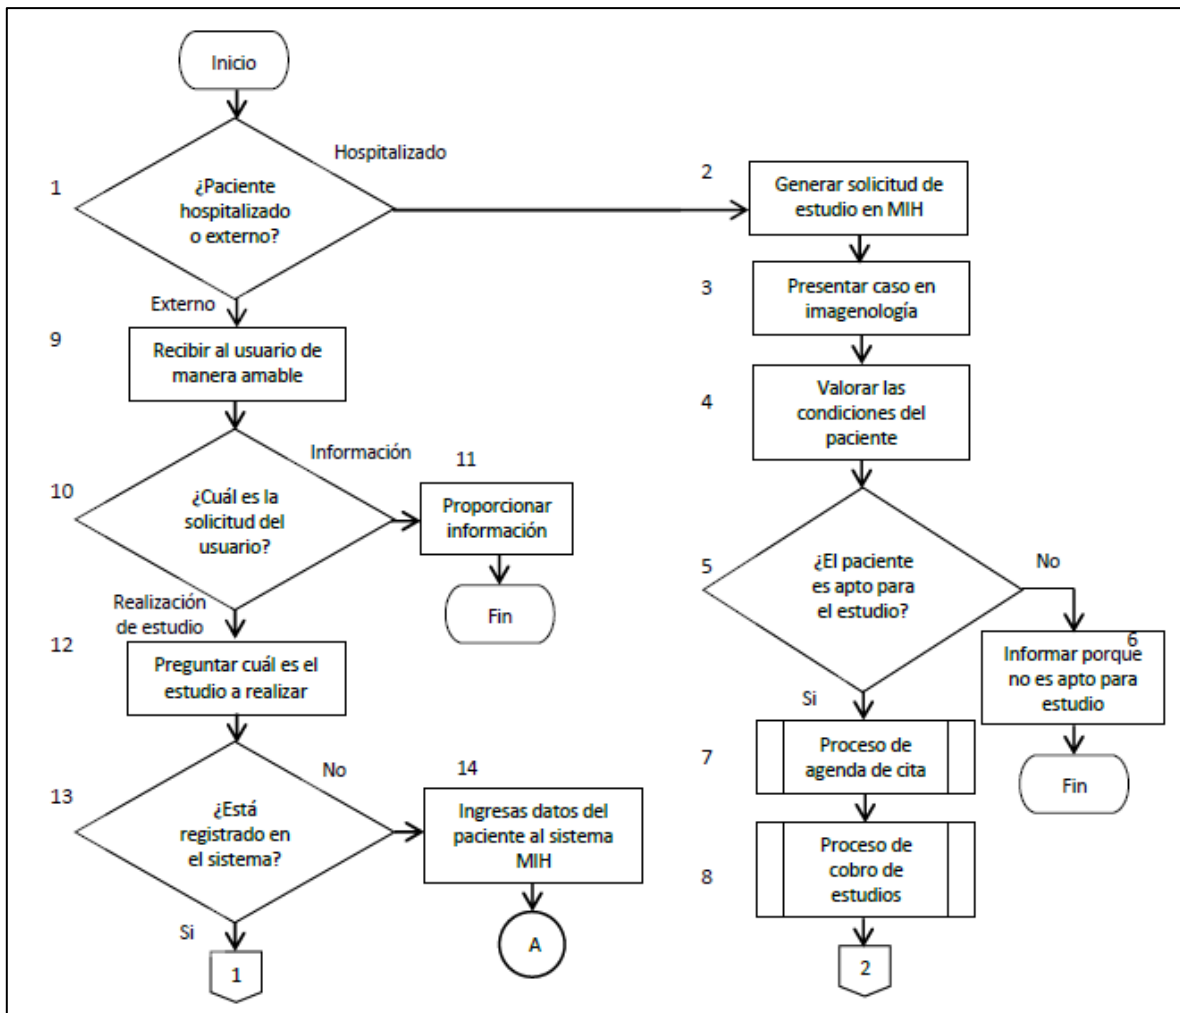 Inicio
1
¿Paciente
hospitalizado
o externo?
Hospitalizado
2
Generar solicitud de
estudio en MIH
3
Presentar caso en
imagenología
4
Valorar las
condiciones del
paciente
5
¿El paciente
es apto para
el estudio?
No
6
Informar porque
no es apto para
estudio
Fin
Si
7
Proceso de
agenda de cita
8
Proceso de
cobro de
estudios
2
Externo
9
Recibir al usuario de
manera amable
10
¿Cuál es la
solicitud del
usuario?
Información
11
Proporcionar
información
Fin
Realización
de estudio
12
Preguntar cuál es el
estudio a realizar
13
¿Está
registrado en
el sistema?
No
14
Ingresas datos del
paciente al sistema
MIH
A
Si
1